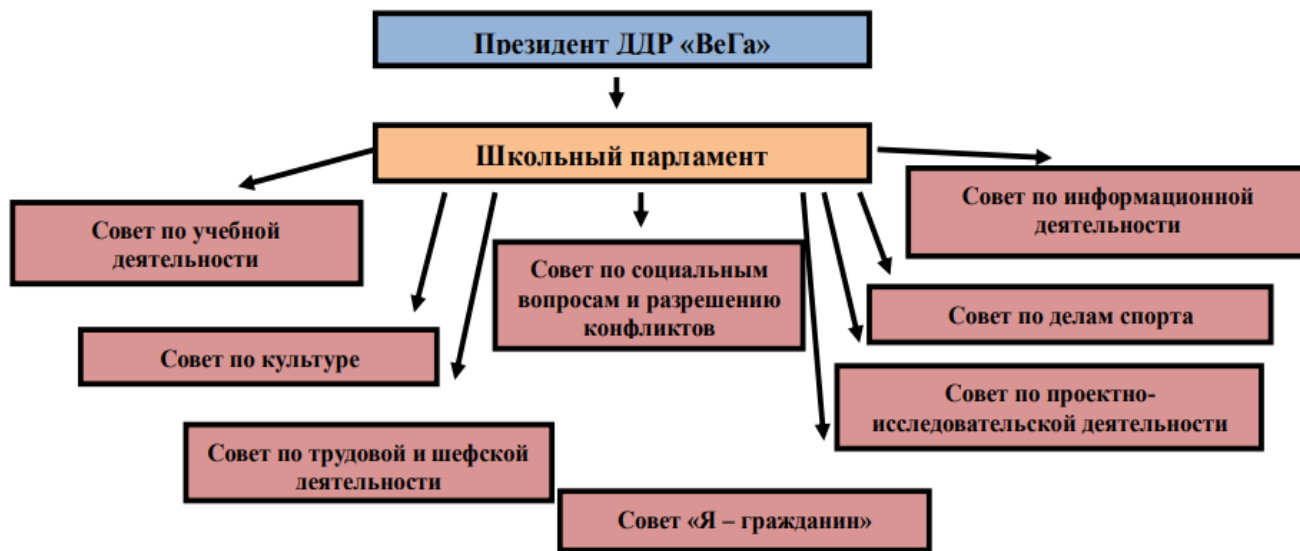 Президент ДДР «ВеГа»
Школьный парламент
Совет по учебной
деятельности
Совет по информационной
деятельности
Совет по социальным
вопросам и разрешению
конфликтов
Совет по делам спорта
Совет по культуре
Совет по проектно-
исследовательской деятельности
Совет по трудовой и шефской
деятельности
Совет «Я – гражданин»